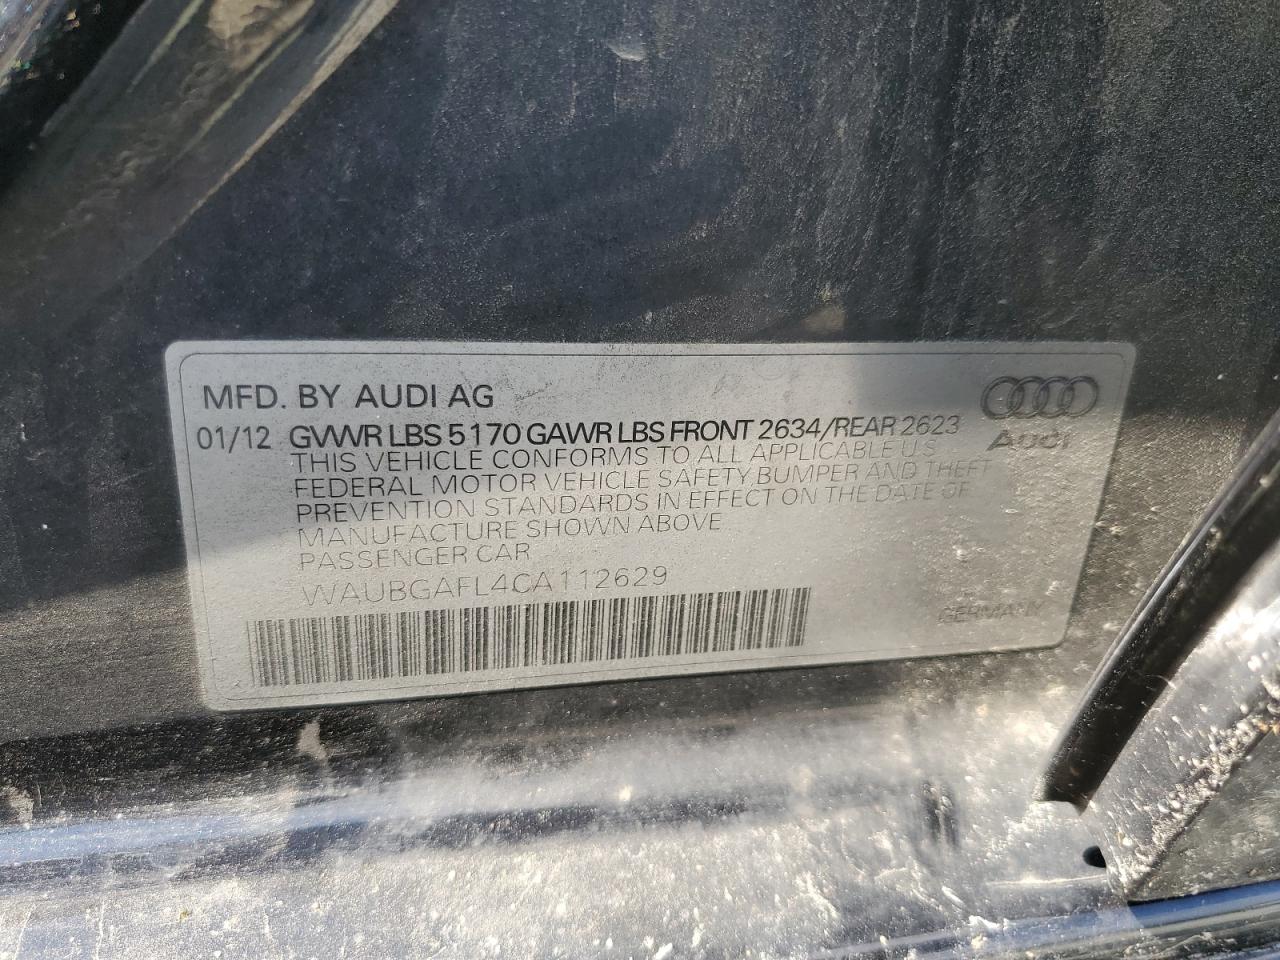 MFD. BY AUDI AG
01/12 GVWR LBS 5170 GAWR LBS FRONT 2634/REAR 2623
Audi
THIS VEHICLE CONFORMS TO ALL APPLICABLE U.S.
FEDERAL MOTOR VEHICLE SAFETY, BUMPER AND THEFT
PREVENTION STANDARDS IN EFFECT ON THE DATE OF
MANUFACTURE SHOWN ABOVE
PASSENGER CAR
WAUBGAFL4CA112629
GERMANY